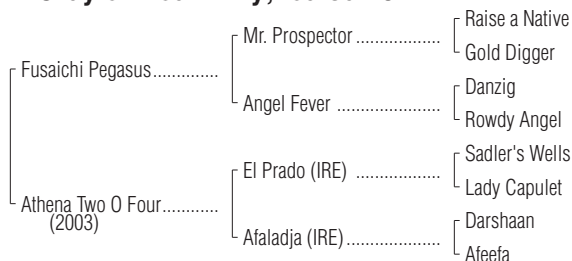 Raise a Native
Mr. Prospector ...................
Gold Digger
Fusaichi Pegasus..............
Danzig
Angel Fever .......................
Rowdy Angel
Sadler's Wells
El Prado (IRE) ...................
Lady Capulet
Athena Two O Four............
(2003)
Darshaan
Afaladja (IRE).....................
Afeefa